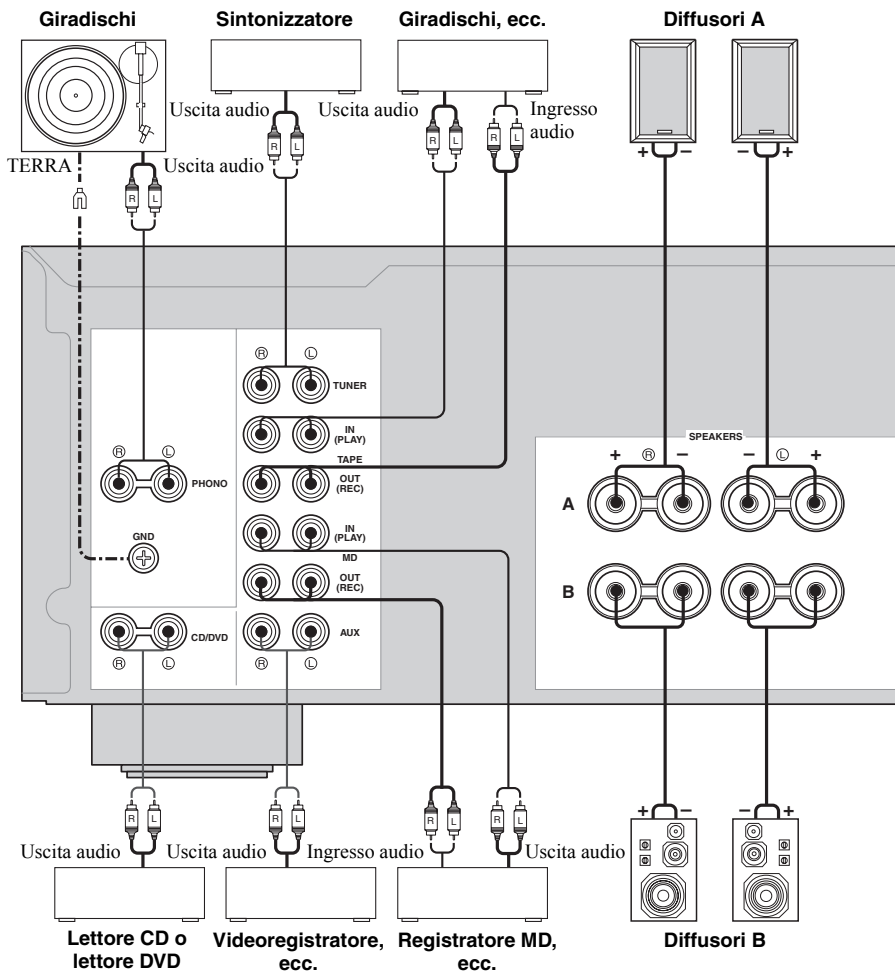 Giradischi
Sintonizzatore
Giradischi, ecc.
Diffusori A
Uscita audio
Uscita audio
Ingresso
audio
TERRA
Uscita audio
R L
R L
R L
R L
+ − − +
R L
TUNER
IN
(PLAY)
TAPE
OUT
(REC)
R L
PHONO
IN
(PLAY)
GND
MD
OUT
(REC)
CD/DVD
AUX
R L
R L
SPEAKERS
+ R − − L +
A
B
+ − − +
R L
R L
R L
R L
Uscita audio
Uscita audio
Ingresso audio
Uscita audio
Lettore CD o
lettore DVD
Videoregistratore,
ecc.
Registratore MD,
ecc.
Diffusori B